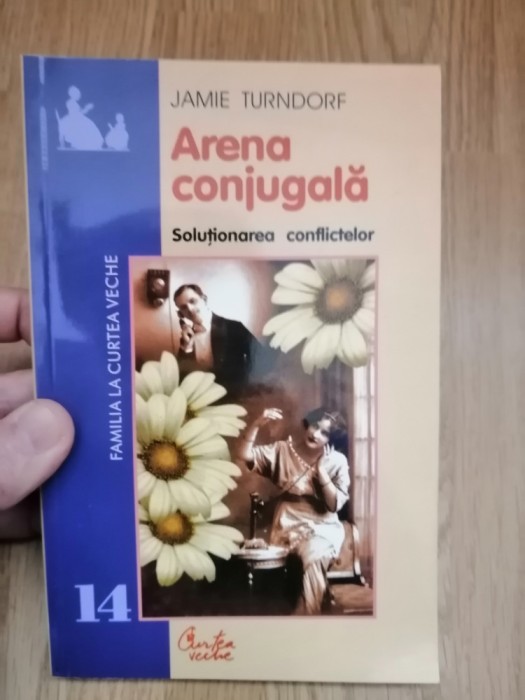 JAMIE TURNDORF
Arena
conjugală
Soluționarea conflictelor
FAMILIA LA CURTEA VECHE
14
Curtea
veche